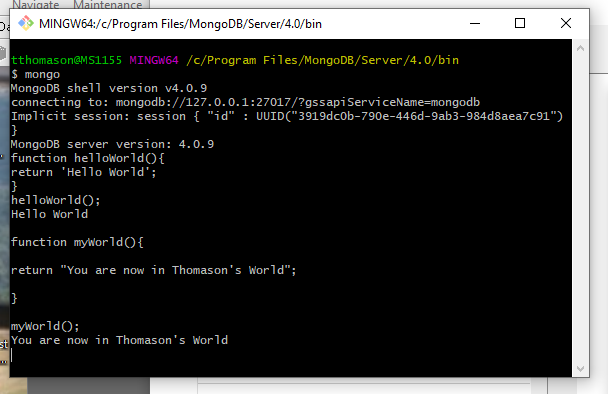 Navigate Maintenance
MINGW64:/c/Program Files/MongoDB/Server/4.0/bin
tthomason@MS1155 MINGW64 /c/Program Files/MongoDB/Server/4.0/bin
$ mongo
MongoDB shell version v4.0.9
connecting to: mongodb://127.0.0.1:27017/?gssapiServiceName=mongodb
Implicit session: session { "id" : UUID("3919dc0b-790e-446d-9ab3-984d8aea7c91")
}
MongoDB server version: 4.0.9
function helloWorld(){
return 'Hello World';
}
helloWorld();
Hello World
function myWorld(){
return "You are now in Thomason's World";
}
myWorld();
You are now in Thomason's World